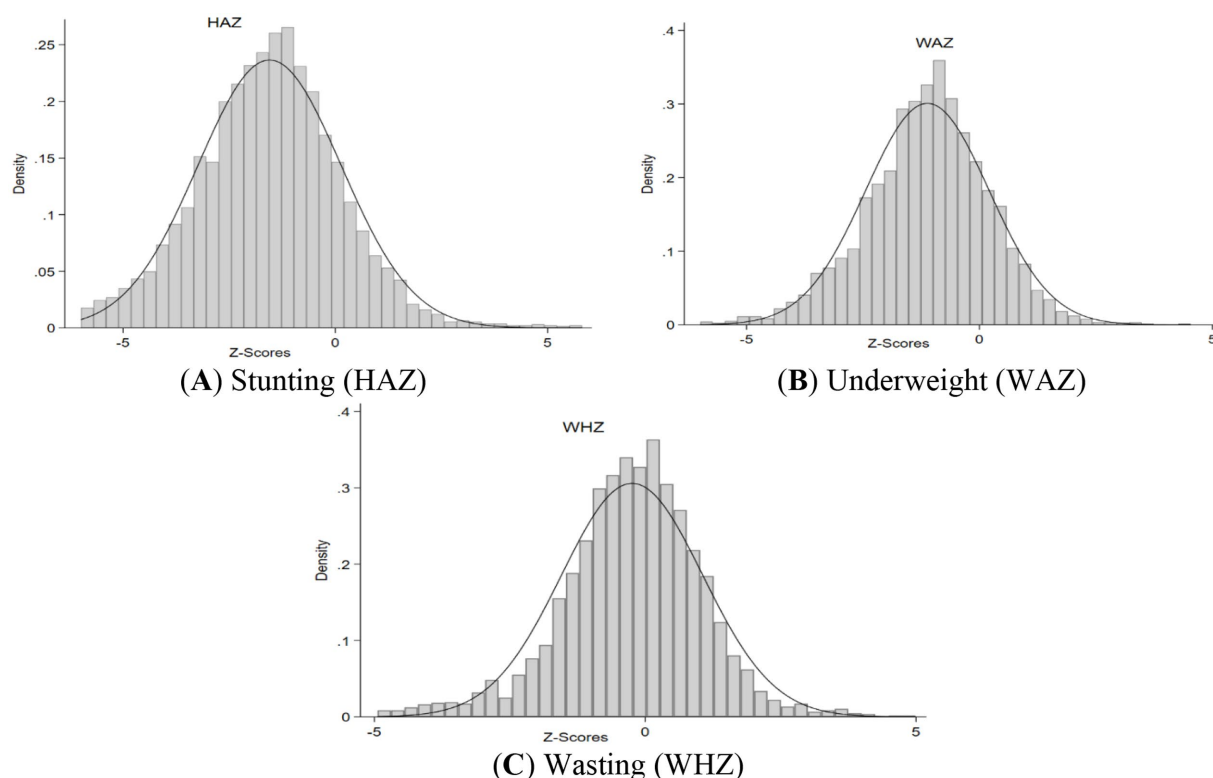 HAZ
.25
.2
.15
.1
.05
0
Density
-5 0 5
Z-Scores
(A) Stunting (HAZ)
WAZ
.4
.3
.2
.1
0
Density
-5 0 5
Z-Scores
(B) Underweight (WAZ)
WHZ
.4
.3
.2
.1
0
Density
-5 0 5
Z-Scores
(C) Wasting (WHZ)